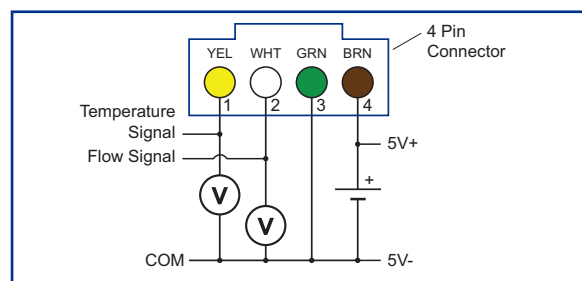 4 Pin
Connector
YEL WHT GRN BRN
1 2 3 4
Temperature
Signal
Flow Signal
5V+
+
V
V
COM
5V-